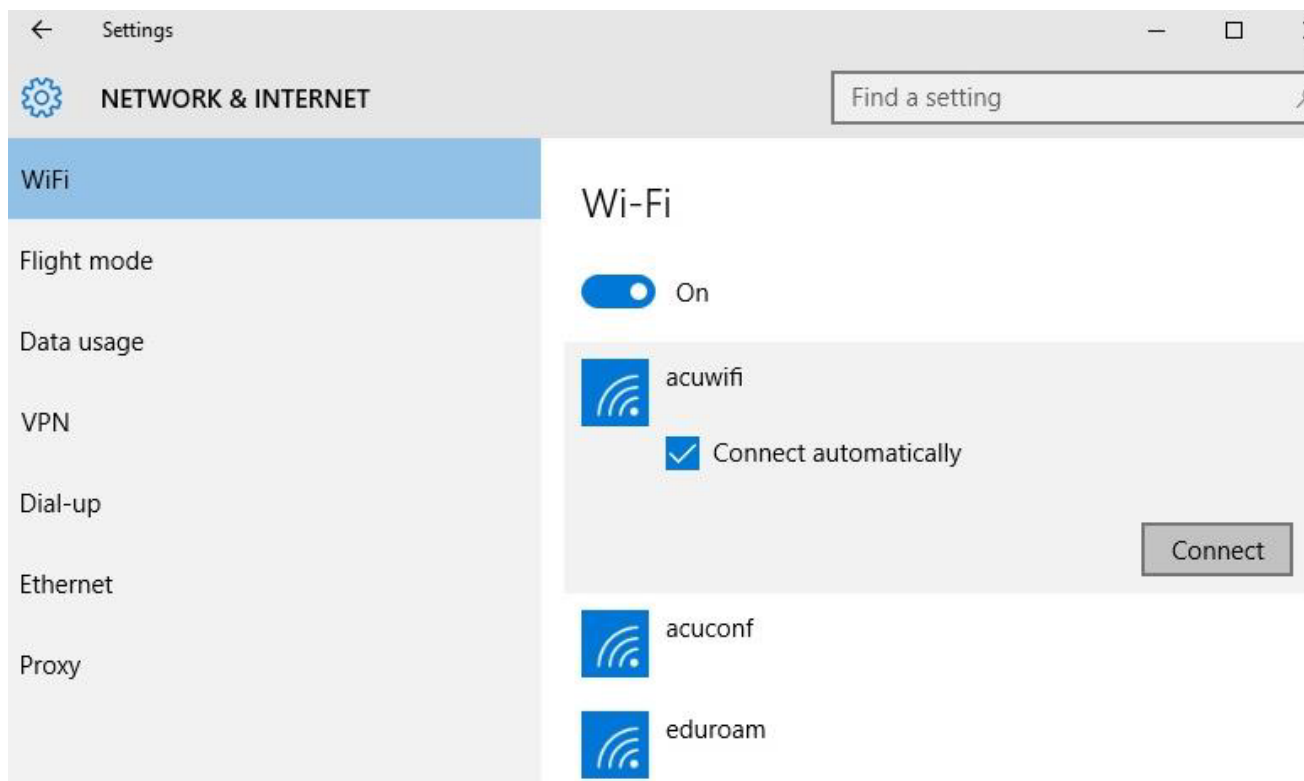 Settings
NETWORK & INTERNET
Find a setting
WiFi
Flight mode
Data usage
VPN
Dial-up
Ethernet
Proxy
Wi-Fi
On
acuwifi
Connect automatically
Connect
acuconf
eduroam